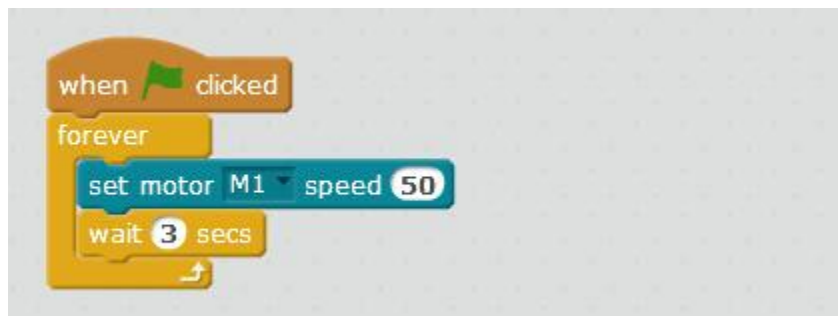 when clicked
forever
set motor M1 speed 50
wait 3 secs